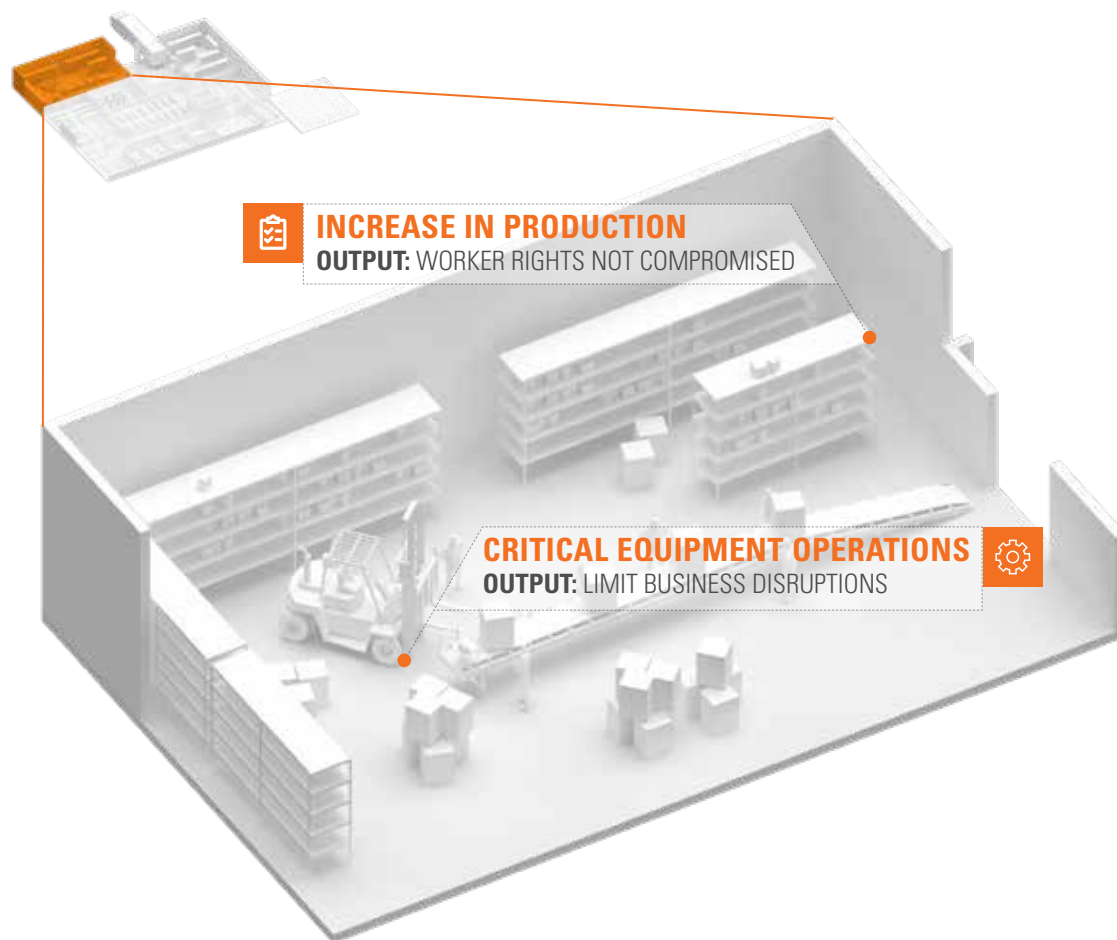 INCREASE IN PRODUCTION
OUTPUT: WORKER RIGHTS NOT COMPROMISED
CRITICAL EQUIPMENT OPERATIONS
OUTPUT: LIMIT BUSINESS DISRUPTIONS